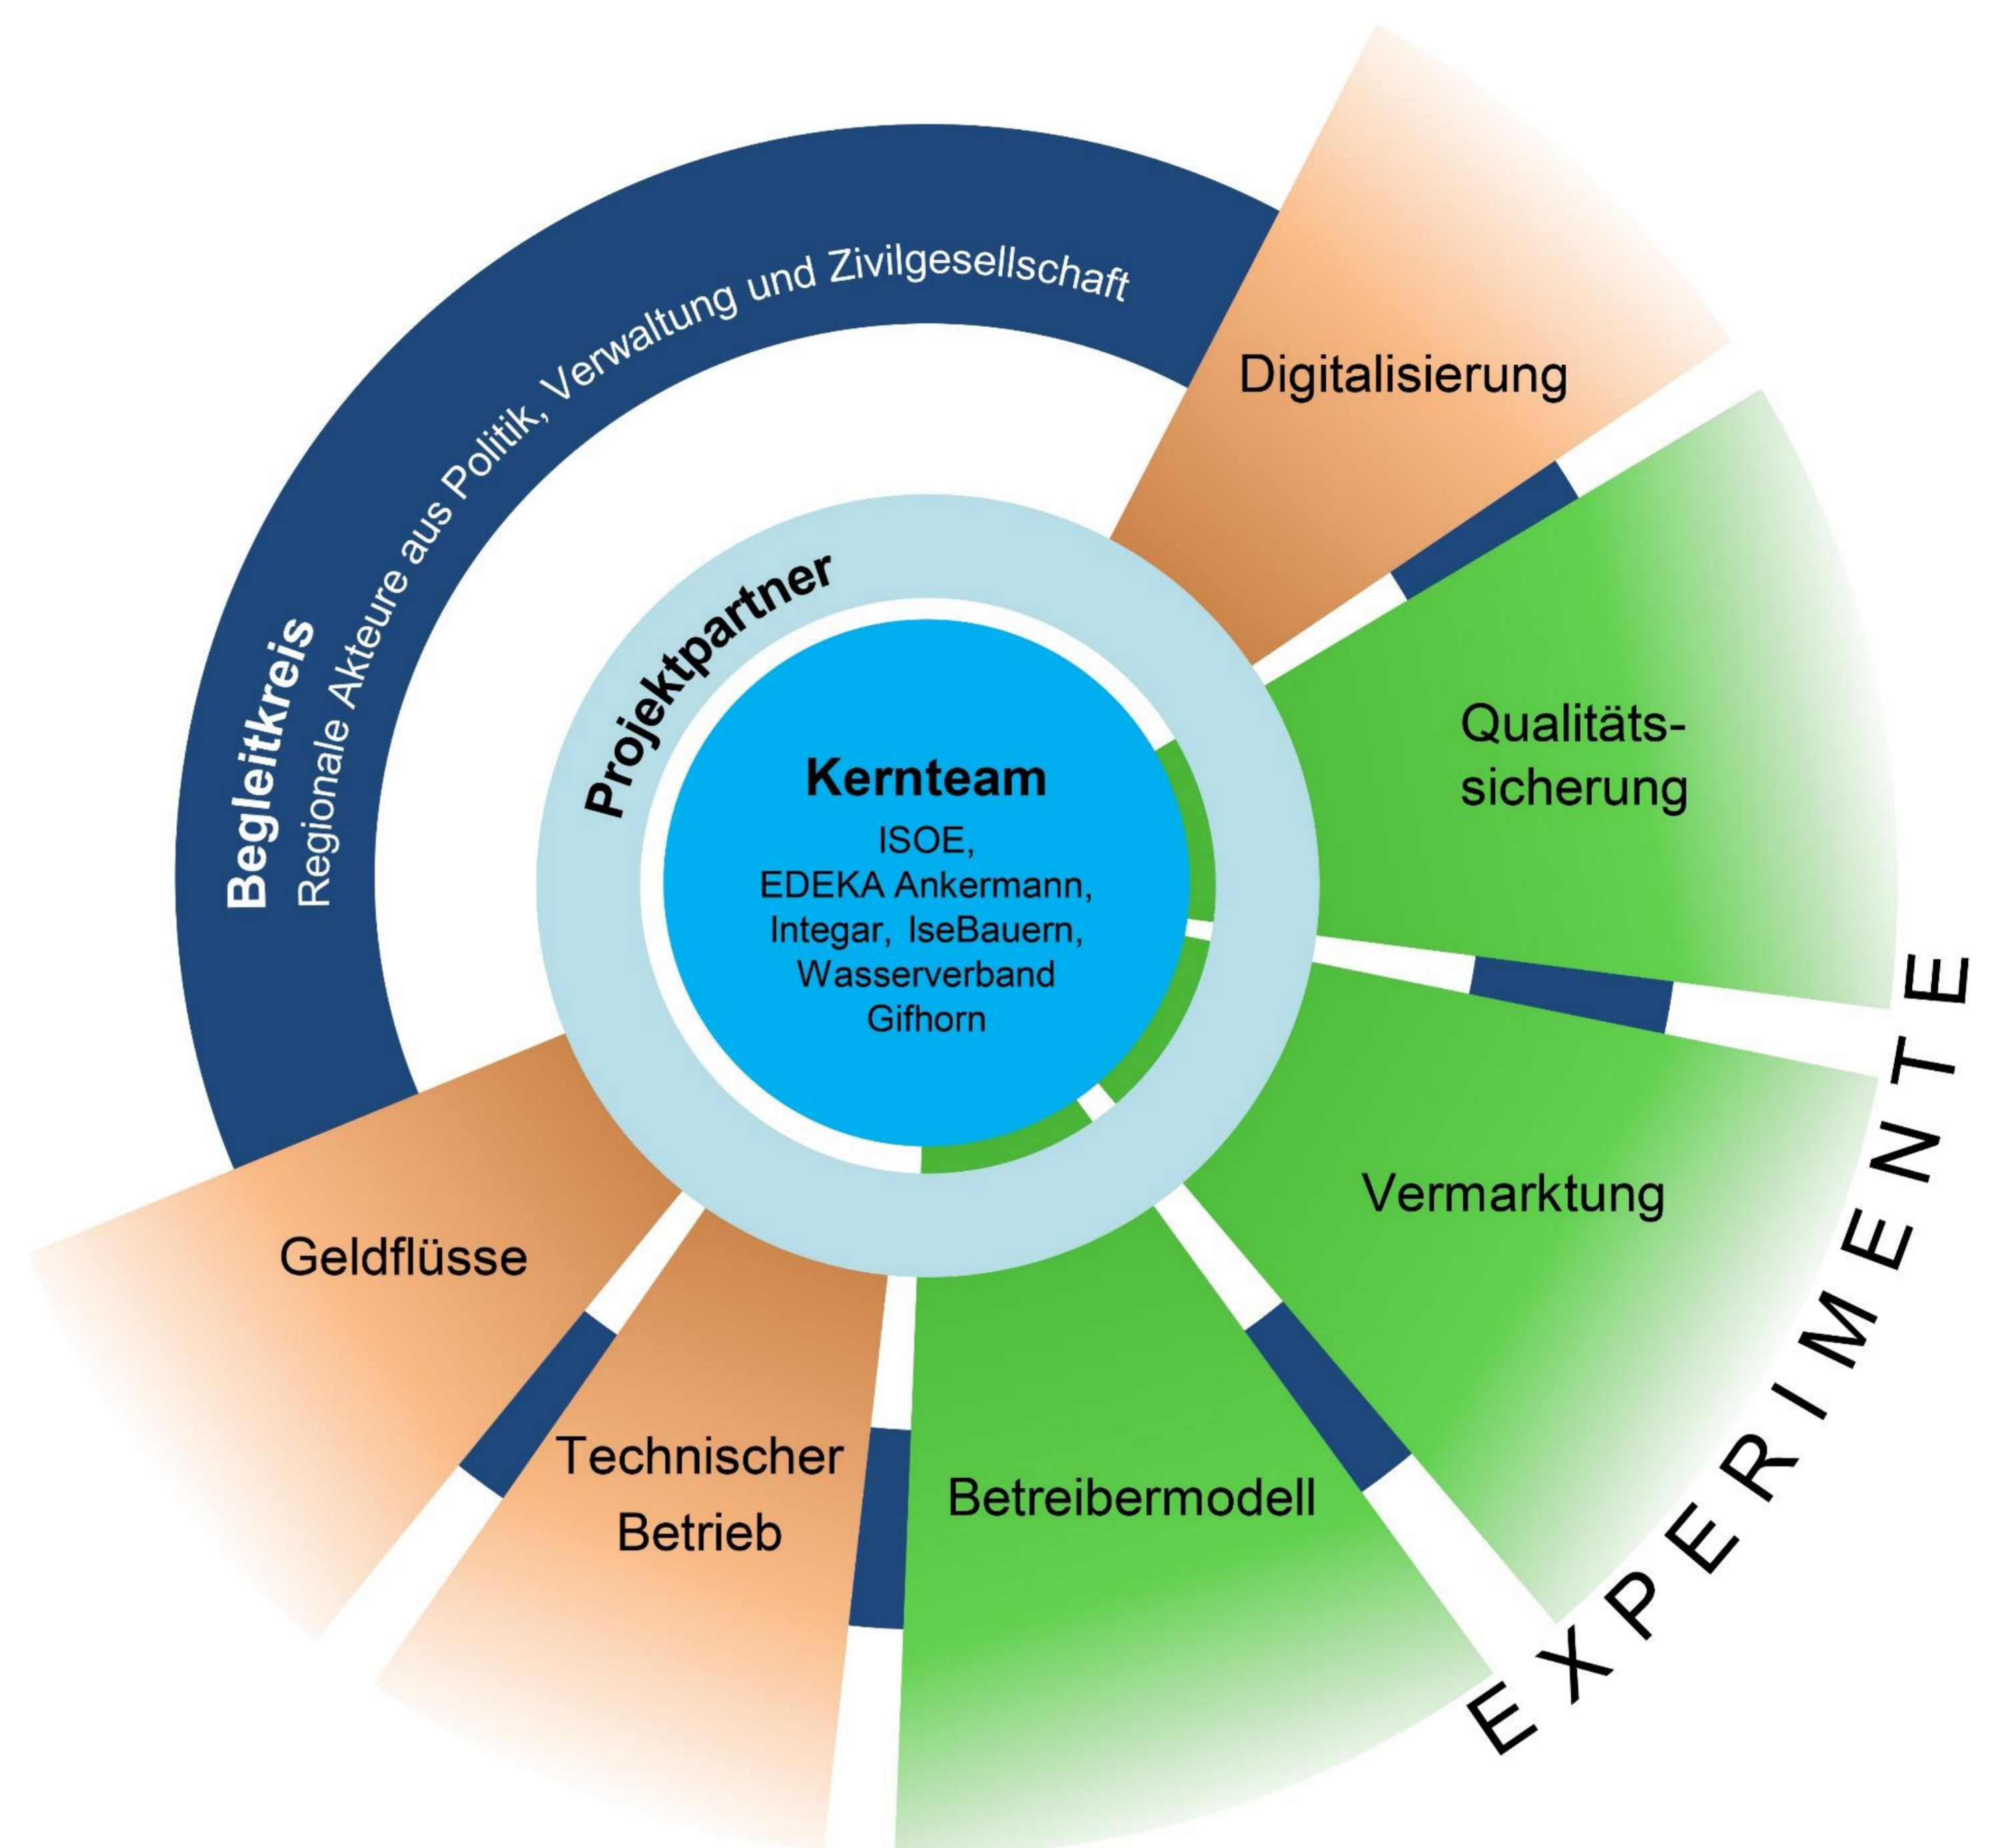 Begleitkreis
Regionale Akteure aus Politik, Verwaltung und Zivilgesellschaft
Projektpartner
Kernteam
ISOE,
EDEKA Ankermann,
Integar, IseBauern,
Wasserverband
Gifhorn
Digitalisierung
Qualitäts-
sicherung
Vermarktung
Betreibermodell
Technischer
Betrieb
Geldflüsse
EXPERIMENTE